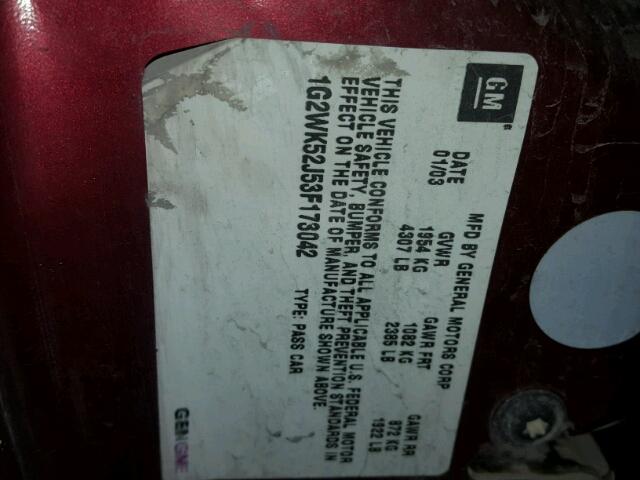 GM
MFD BY GENERAL MOTORS CORP
DATE GVWR GAWR FRT GAWR RR
01/03 1954 KG 1082 KG 872 KG
4307 LB 2385 LB 1922 LB
THIS VEHICLE CONFORMS TO ALL APPLICABLE U.S. FEDERAL MOTOR
VEHICLE SAFETY, BUMPER, AND THEFT PREVENTION STANDARDS IN
EFFECT ON THE DATE OF MANUFACTURE SHOWN ABOVE.
1G2WK52J53F173042 TYPE: PASS CAR